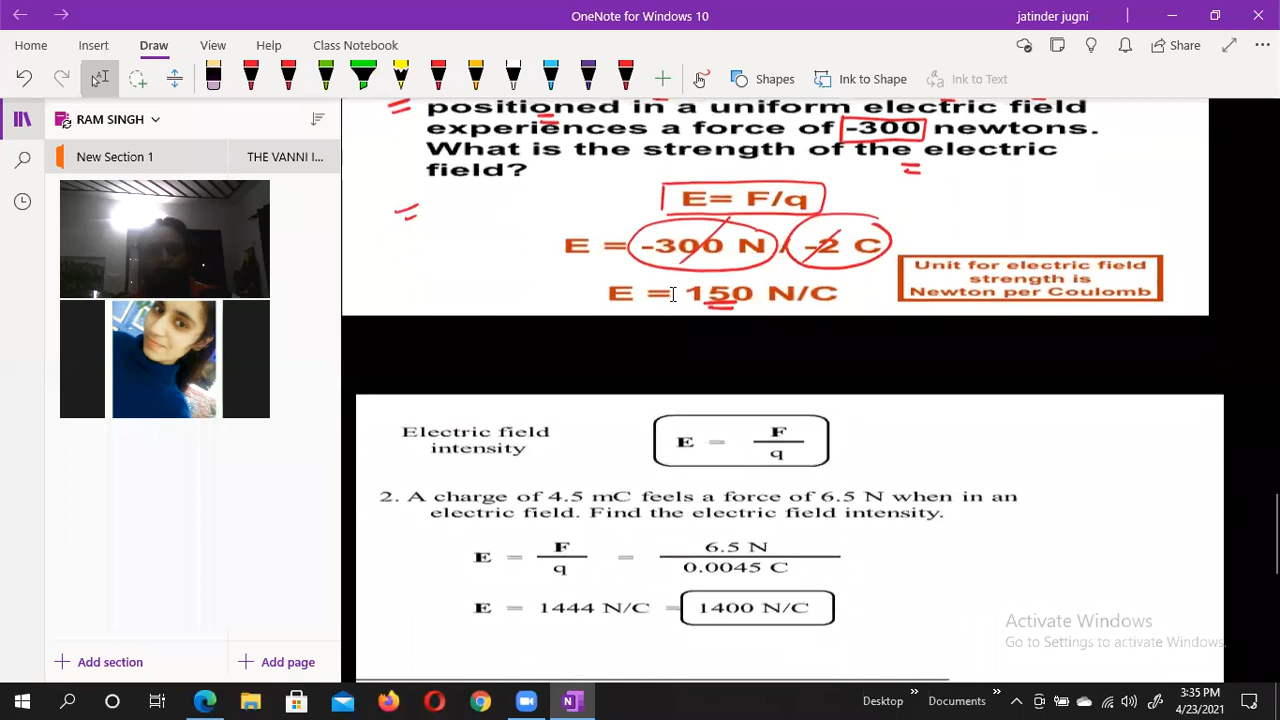 OneNote for Windows 10
jatinder jugni
Home Insert Draw View Help Class Notebook
Share
Shapes Ink to Shape Ink to Text
RAM SINGH
New Section 1 THE VANNI I...
positioned in a uniform electric field
experiences a force of -300 newtons.
What is the strength of the electric
field?
E= F/q
E = -300 N / -2 C
E = 150 N/C
Unit for electric field
strength is
Newton per Coulomb
Electric field
intensity
E = F
q
2. A charge of 4.5 mC feels a force of 6.5 N when in an
electric field. Find the electric field intensity.
E = F = 6.5 N
q 0.0045 C
E = 1444 N/C = 1400 N/C
Activate Windows
Go to Settings to activate Windows.
+ Add section + Add page
Desktop » Documents »
3:35 PM
4/23/2021